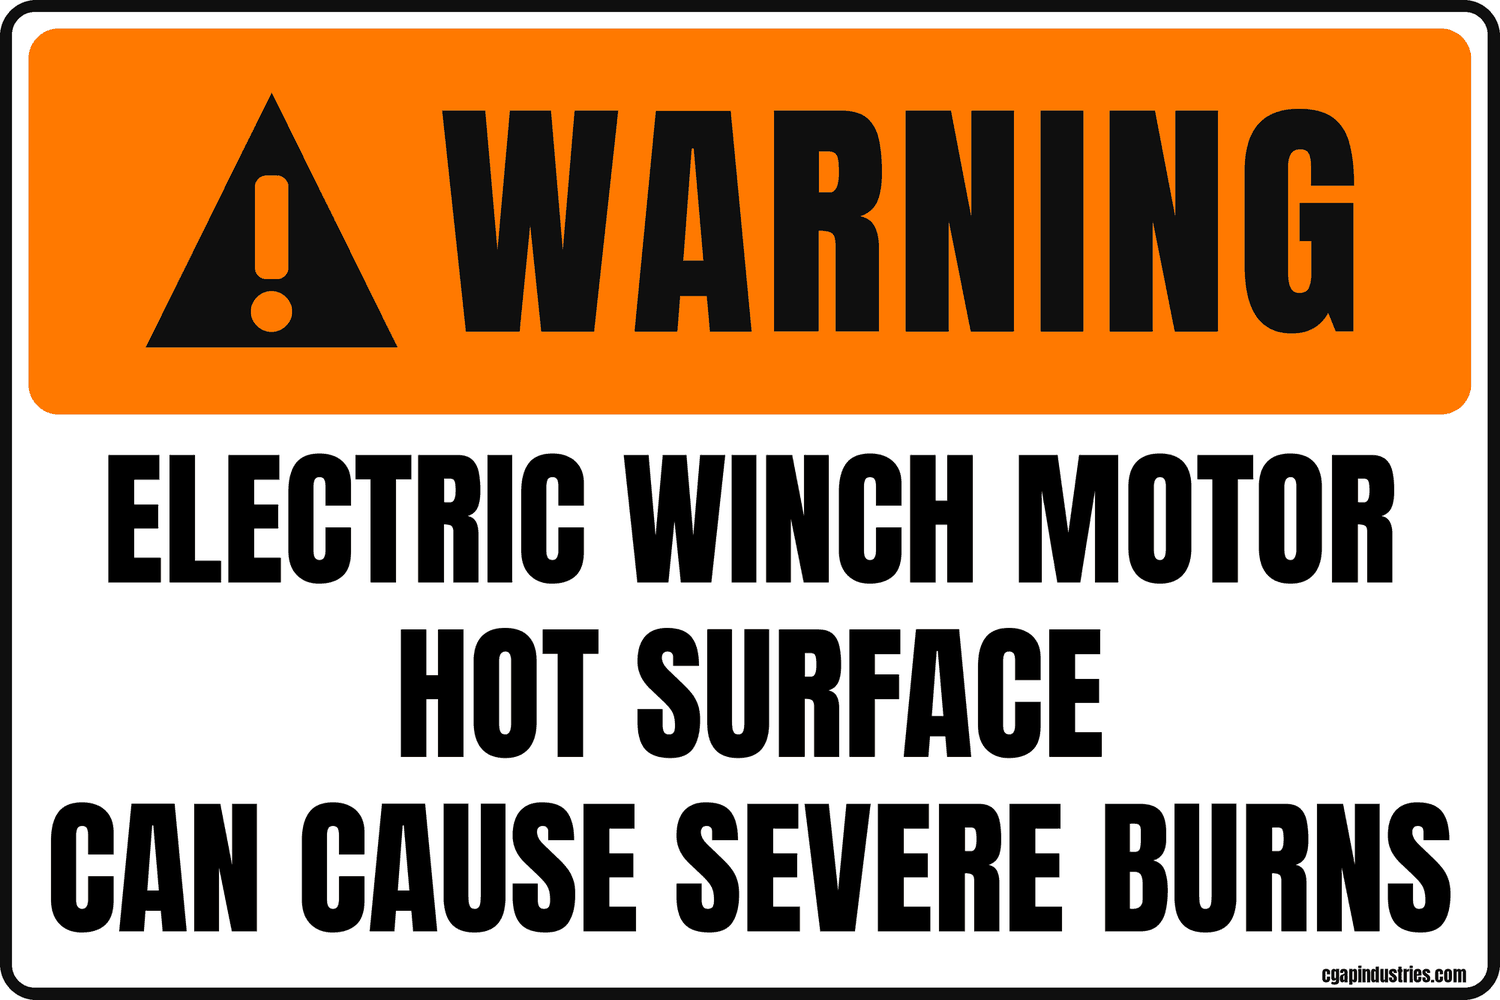 WARNING
ELECTRIC WINCH MOTOR
HOT SURFACE
CAN CAUSE SEVERE BURNS
cgapindustries.com